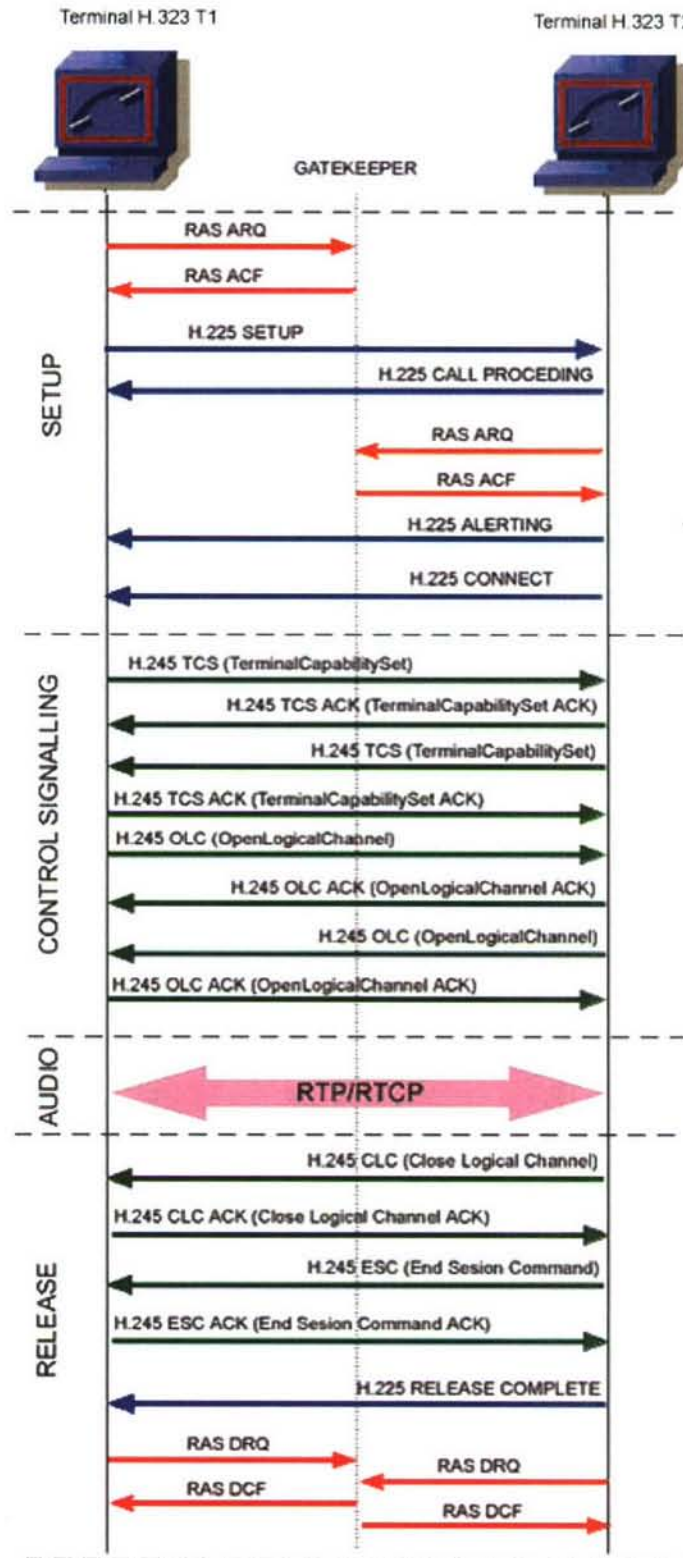 Terminal H.323 T1
Terminal H.323 T2
GATEKEEPER
SETUP
RAS ARQ
RAS ACF
H.225 SETUP
H.225 CALL PROCEDING
RAS ARQ
RAS ACF
H.225 ALERTING
H.225 CONNECT
CONTROL SIGNALLING
H.245 TCS (TerminalCapabilitySet)
H.245 TCS ACK (TerminalCapabilitySet ACK)
H.245 TCS (TerminalCapabilitySet)
H.245 TCS ACK (TerminalCapabilitySet ACK)
H.245 OLC (OpenLogicalChannel)
H.245 OLC ACK (OpenLogicalChannel ACK)
H.245 OLC (OpenLogicalChannel)
H.245 OLC ACK (OpenLogicalChannel ACK)
AUDIO
RTP/RTCP
RELEASE
H.245 CLC (Close Logical Channel)
H.245 CLC ACK (Close Logical Channel ACK)
H.245 ESC (End Sesion Command)
H.245 ESC ACK (End Sesion Command ACK)
H.225 RELEASE COMPLETE
RAS DRQ
RAS DRQ
RAS DCF
RAS DCF